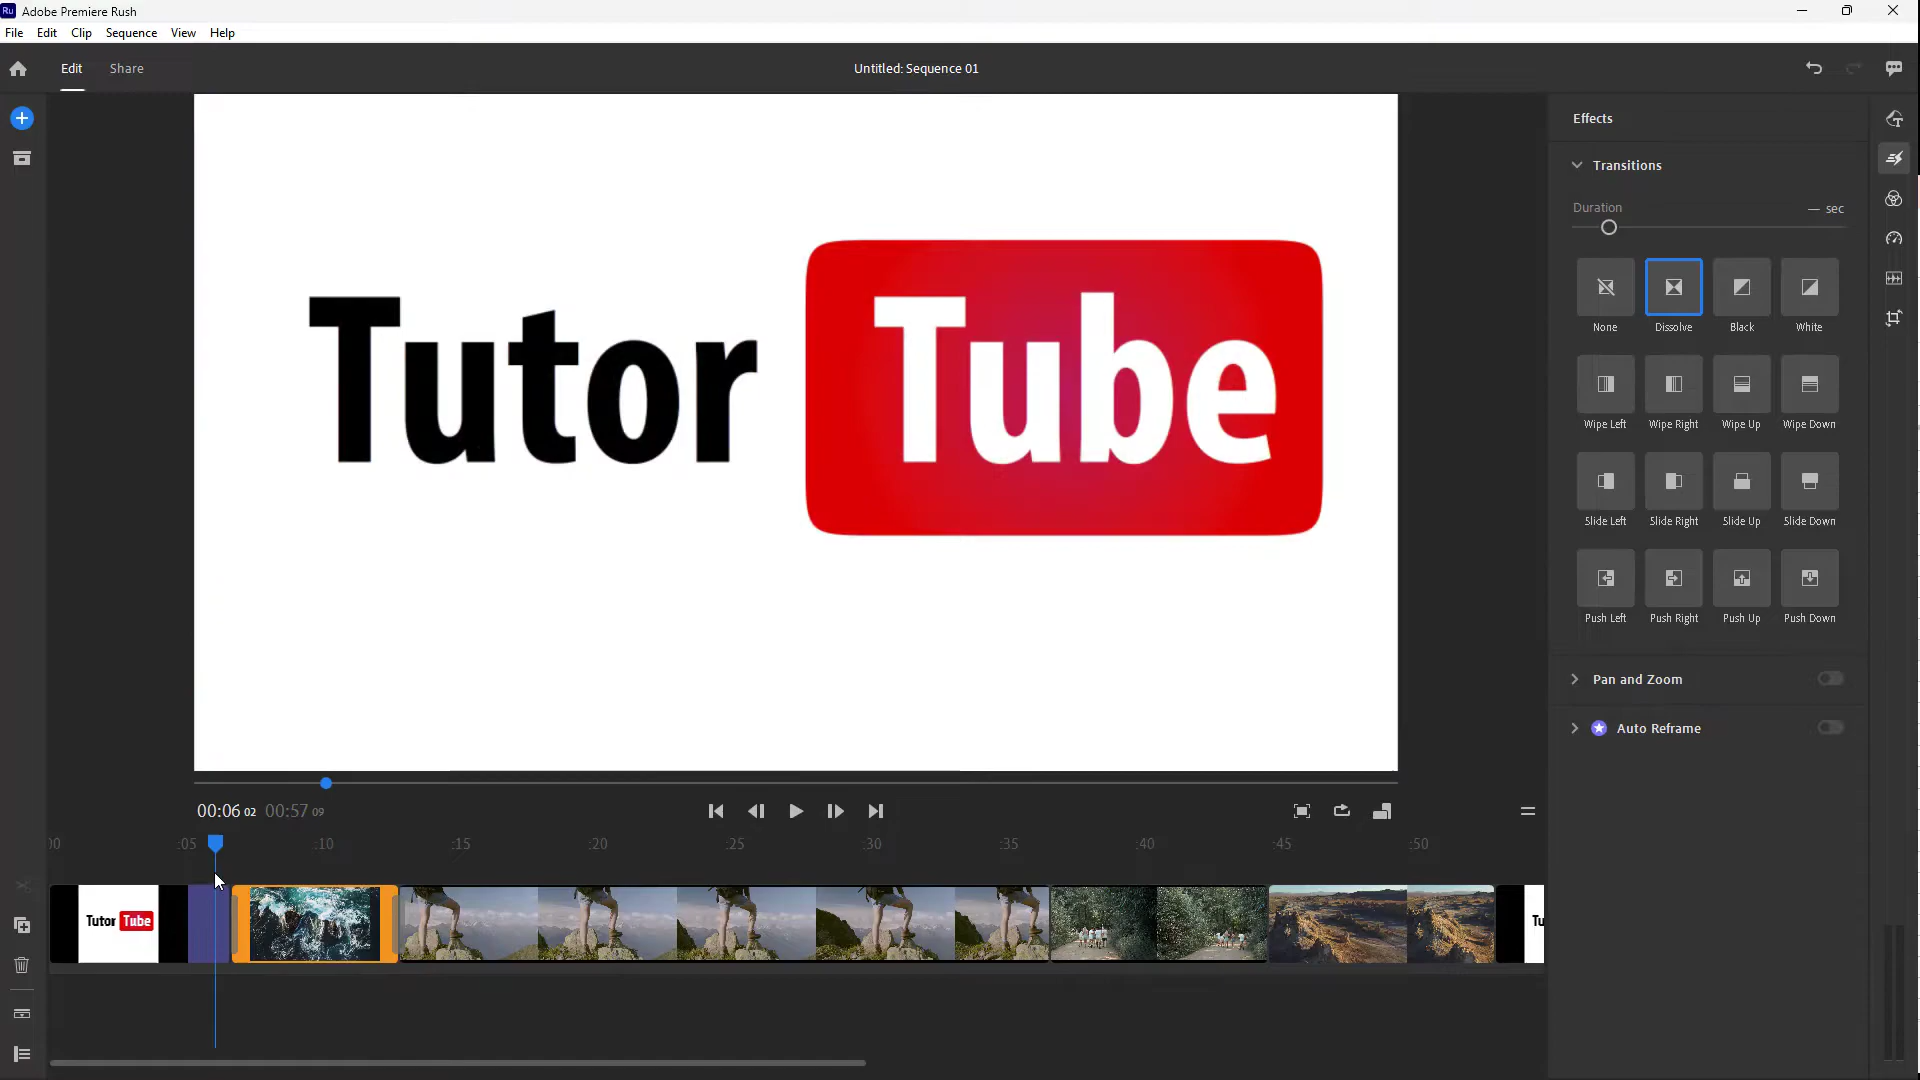 Ru Adobe Premiere Rush
File Edit Clip Sequence View Help
Edit Share Untitled: Sequence 01
Effects
Transitions
Duration — sec
None Dissolve Black White
Wipe Left Wipe Right Wipe Up Wipe Down
Slide Left Slide Right Slide Up Slide Down
Push Left Push Right Push Up Push Down
Pan and Zoom
Auto Reframe
Tutor Tube
00:06 02 00:57 09
:05 :10 :15 :20 :25 :30 :35 :40 :45 :50
Tutor Tube
Tu